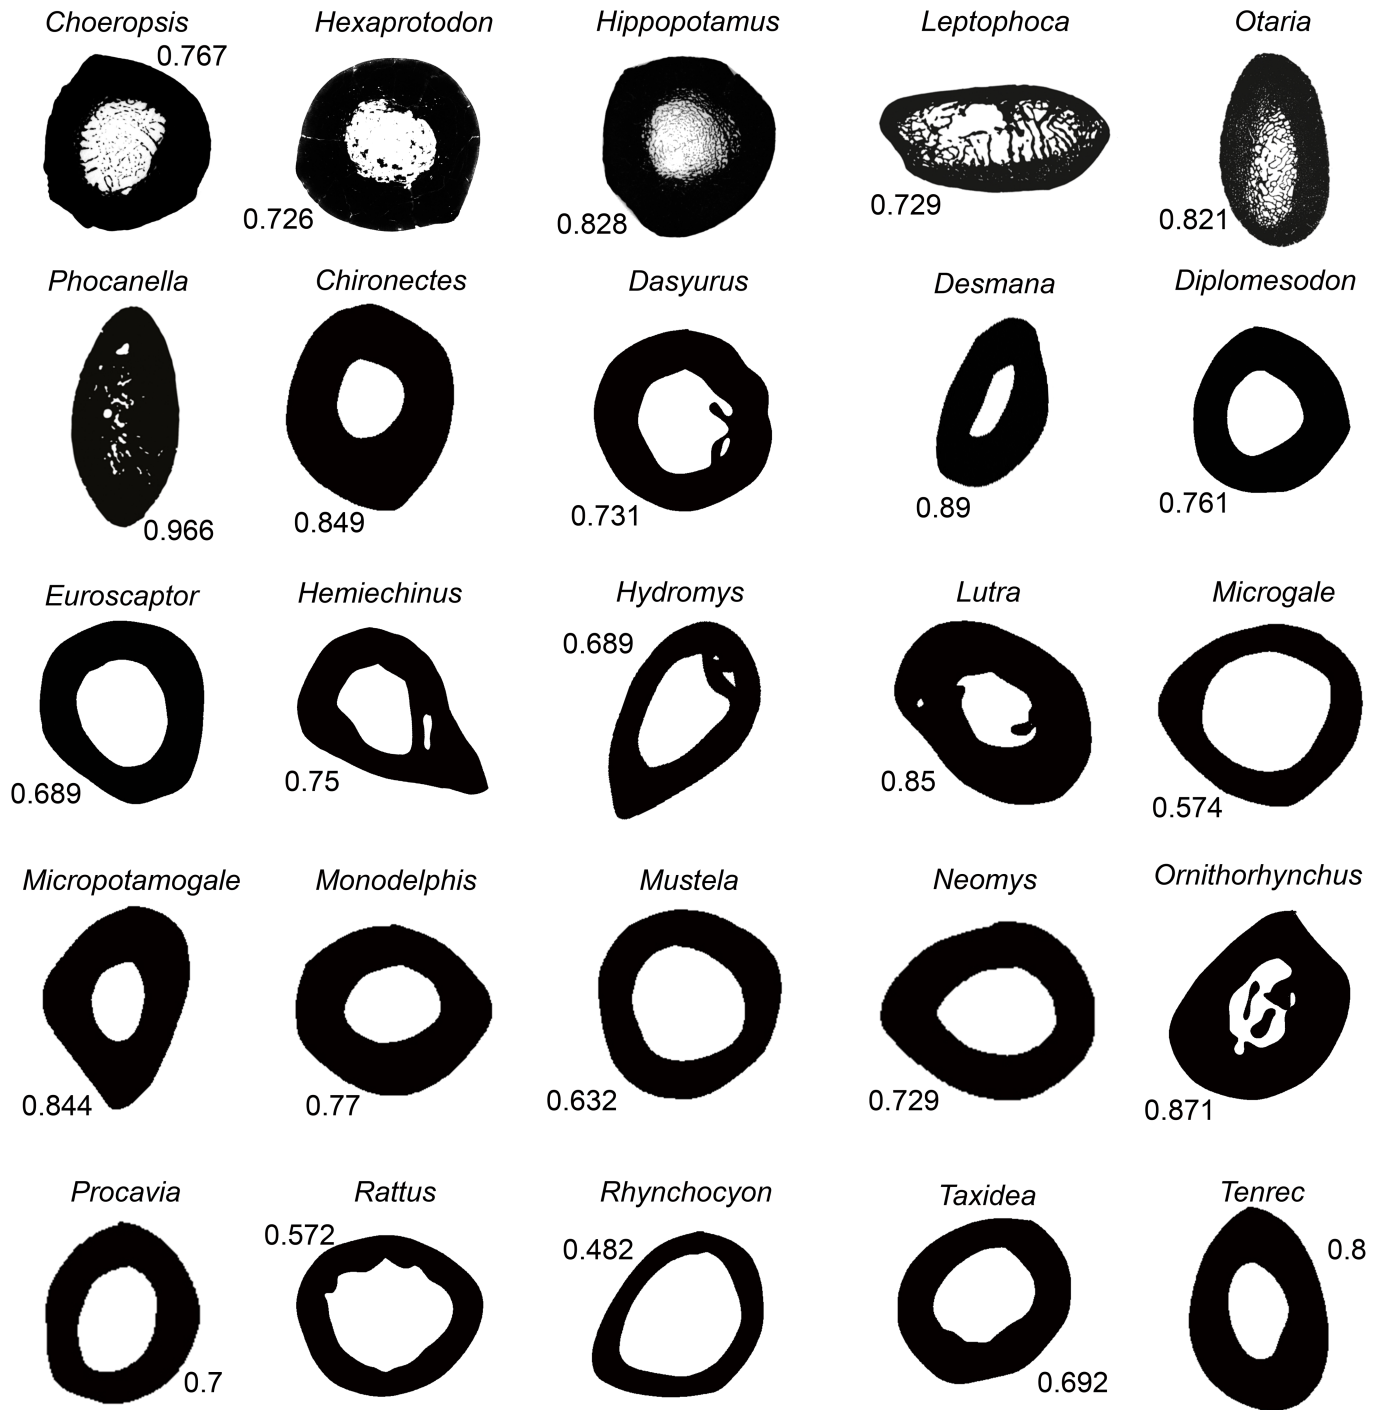 Choeropsis
Hexaprotodon
Hippopotamus
Leptophoca
Otaria
0.767
0.726
0.828
0.729
0.821
Phocanella
Chironectes
Dasyurus
Desmana
Diplomesodon
0.966
0.849
0.731
0.89
0.761
Euroscaptor
Hemiechinus
Hydromys
Lutra
Microgale
0.689
0.75
0.689
0.85
0.574
Micropotamogale
Monodelphis
Mustela
Neomys
Ornithorhynchus
0.844
0.77
0.632
0.729
0.871
Procavia
Rattus
Rhynchocyon
Taxidea
Tenrec
0.7
0.572
0.482
0.692
0.8